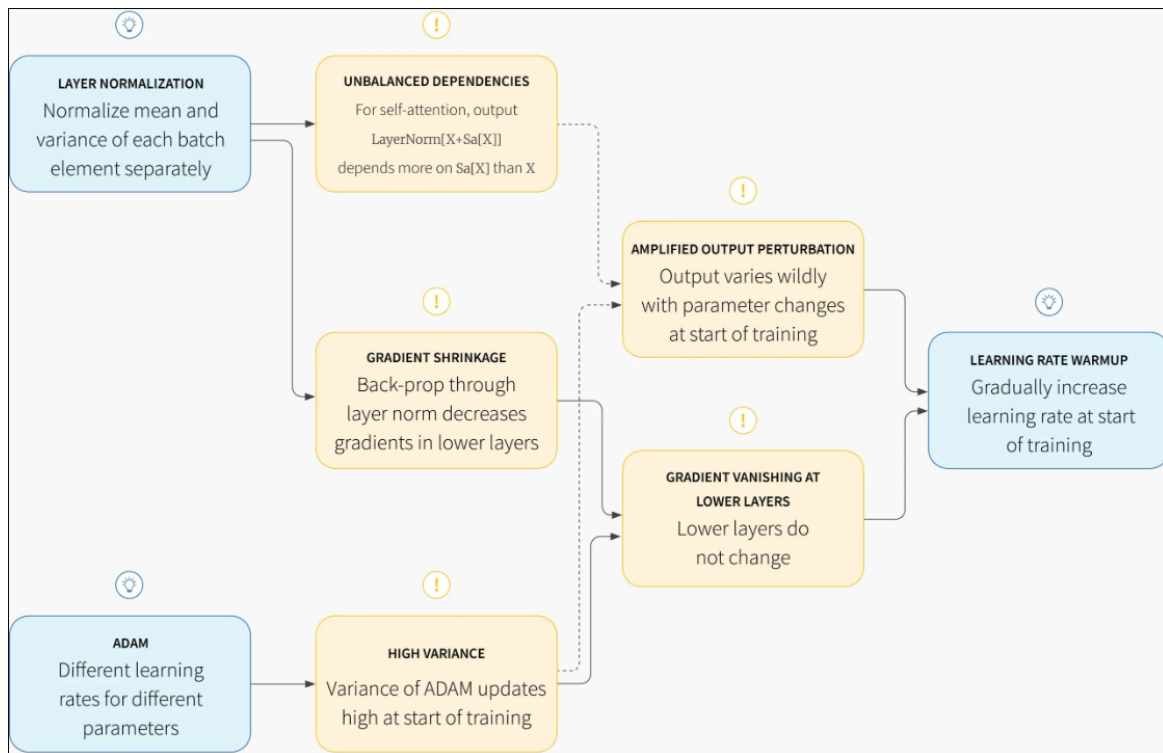 LAYER NORMALIZATION
Normalize mean and
variance of each batch
element separately
!
UNBALANCED DEPENDENCIES
For self-attention, output
LayerNorm[X+Sa[X]]
depends more on Sa[X] than X
!
GRADIENT SHRINKAGE
Back-prop through
layer norm decreases
gradients in lower layers
ADAM
Different learning
rates for different
parameters
!
HIGH VARIANCE
Variance of ADAM updates
high at start of training
!
AMPLIFIED OUTPUT PERTURBATION
Output varies wildly
with parameter changes
at start of training
!
GRADIENT VANISHING AT
LOWER LAYERS
Lower layers do
not change
LEARNING RATE WARMUP
Gradually increase
learning rate at start
of training